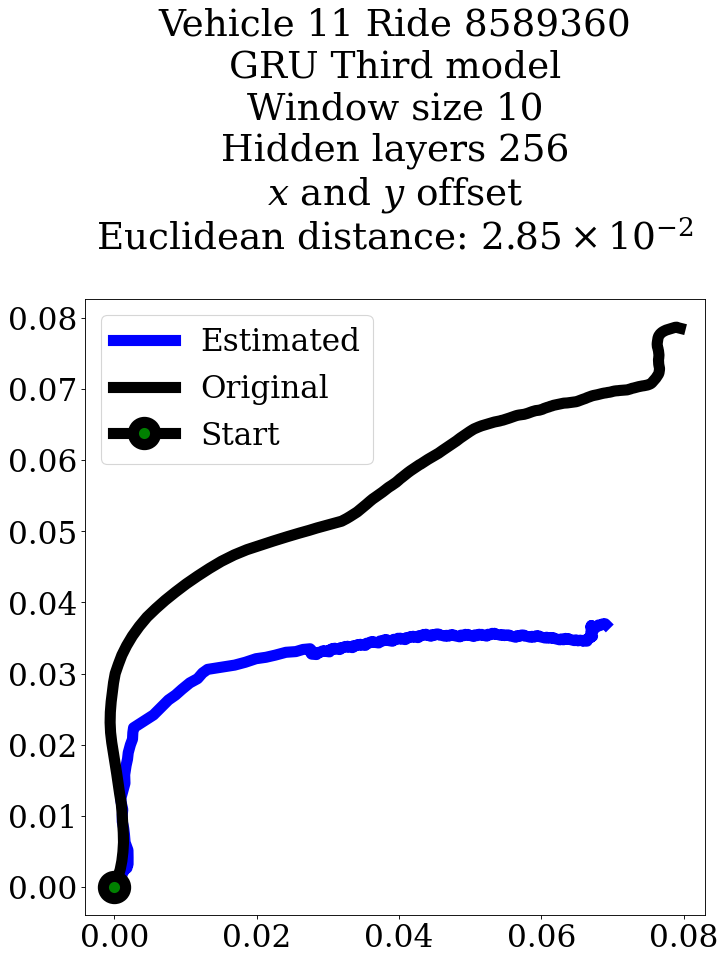 Vehicle 11 Ride 8589360
GRU Third model
Window size 10
Hidden layers 256
x and y offset
Euclidean distance: 2.85 × 10⁻²
Estimated
Original
Start
0.08
0.07
0.06
0.05
0.04
0.03
0.02
0.01
0.00
0.00 0.02 0.04 0.06 0.08